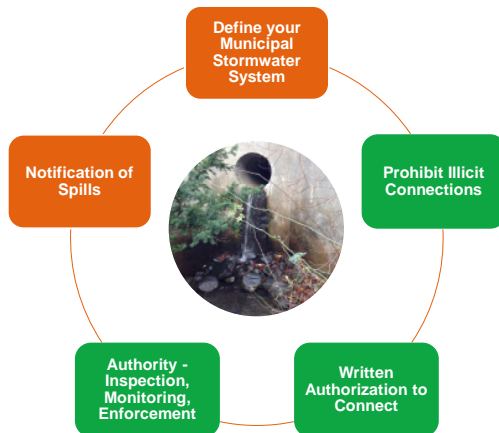 Define your
Municipal
Stormwater
System
Prohibit Illicit
Connections
Written
Authorization to
Connect
Authority -
Inspection,
Monitoring,
Enforcement
Notification of
Spills